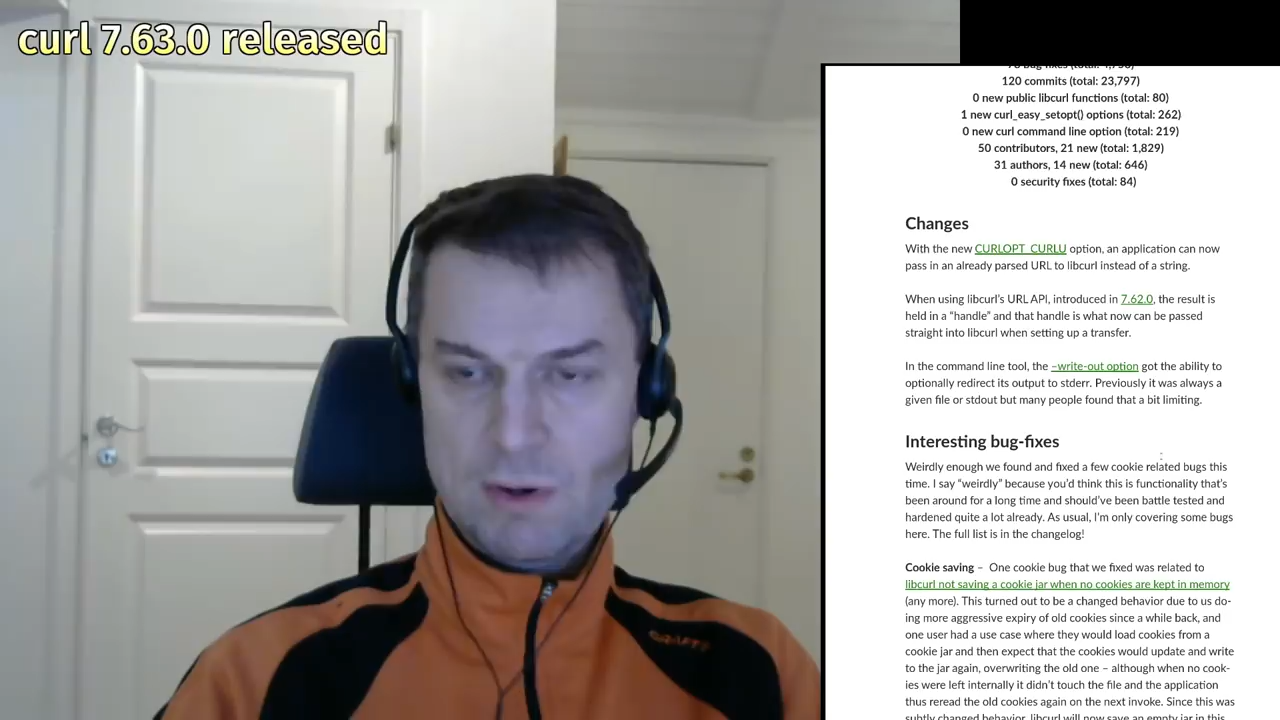 curl 7.63.0 released
120 commits (total: 23,797)
0 new public libcurl functions (total: 80)
1 new curl_easy_setopt() options (total: 262)
0 new curl command line option (total: 219)
50 contributors, 21 new (total: 1,829)
31 authors, 14 new (total: 646)
0 security fixes (total: 84)
Changes
With the new CURLOPT_CURLU option, an application can now
pass in an already parsed URL to libcurl instead of a string.
When using libcurl’s URL API, introduced in 7.62.0, the result is
held in a “handle” and that handle is what now can be passed
straight into libcurl when setting up a transfer.
In the command line tool, the –write-out option got the ability to
optionally redirect its output to stderr. Previously it was always a
given file or stdout but many people found that a bit limiting.
Interesting bug-fixes
Weirdly enough we found and fixed a few cookie related bugs this
time. I say “weirdly” because you’d think this is functionality that’s
been around for a long time and should’ve been battle tested and
hardened quite a lot already. As usual, I’m only covering some bugs
here. The full list is in the changelog!
Cookie saving – One cookie bug that we fixed was related to
libcurl not saving a cookie jar when no cookies are kept in memory
(any more). This turned out to be a changed behavior due to us do-
ing more aggressive expiry of old cookies since a while back, and
one user had a use case where they would load cookies from a
cookie jar and then expect that the cookies would update and write
to the jar again, overwriting the old one – although when no cook-
ies were left internally it didn’t touch the file and the application
thus reread the old cookies again on the next invoke. Since this was
subtly changed behavior, libcurl will now save an empty jar in this
CRAFT